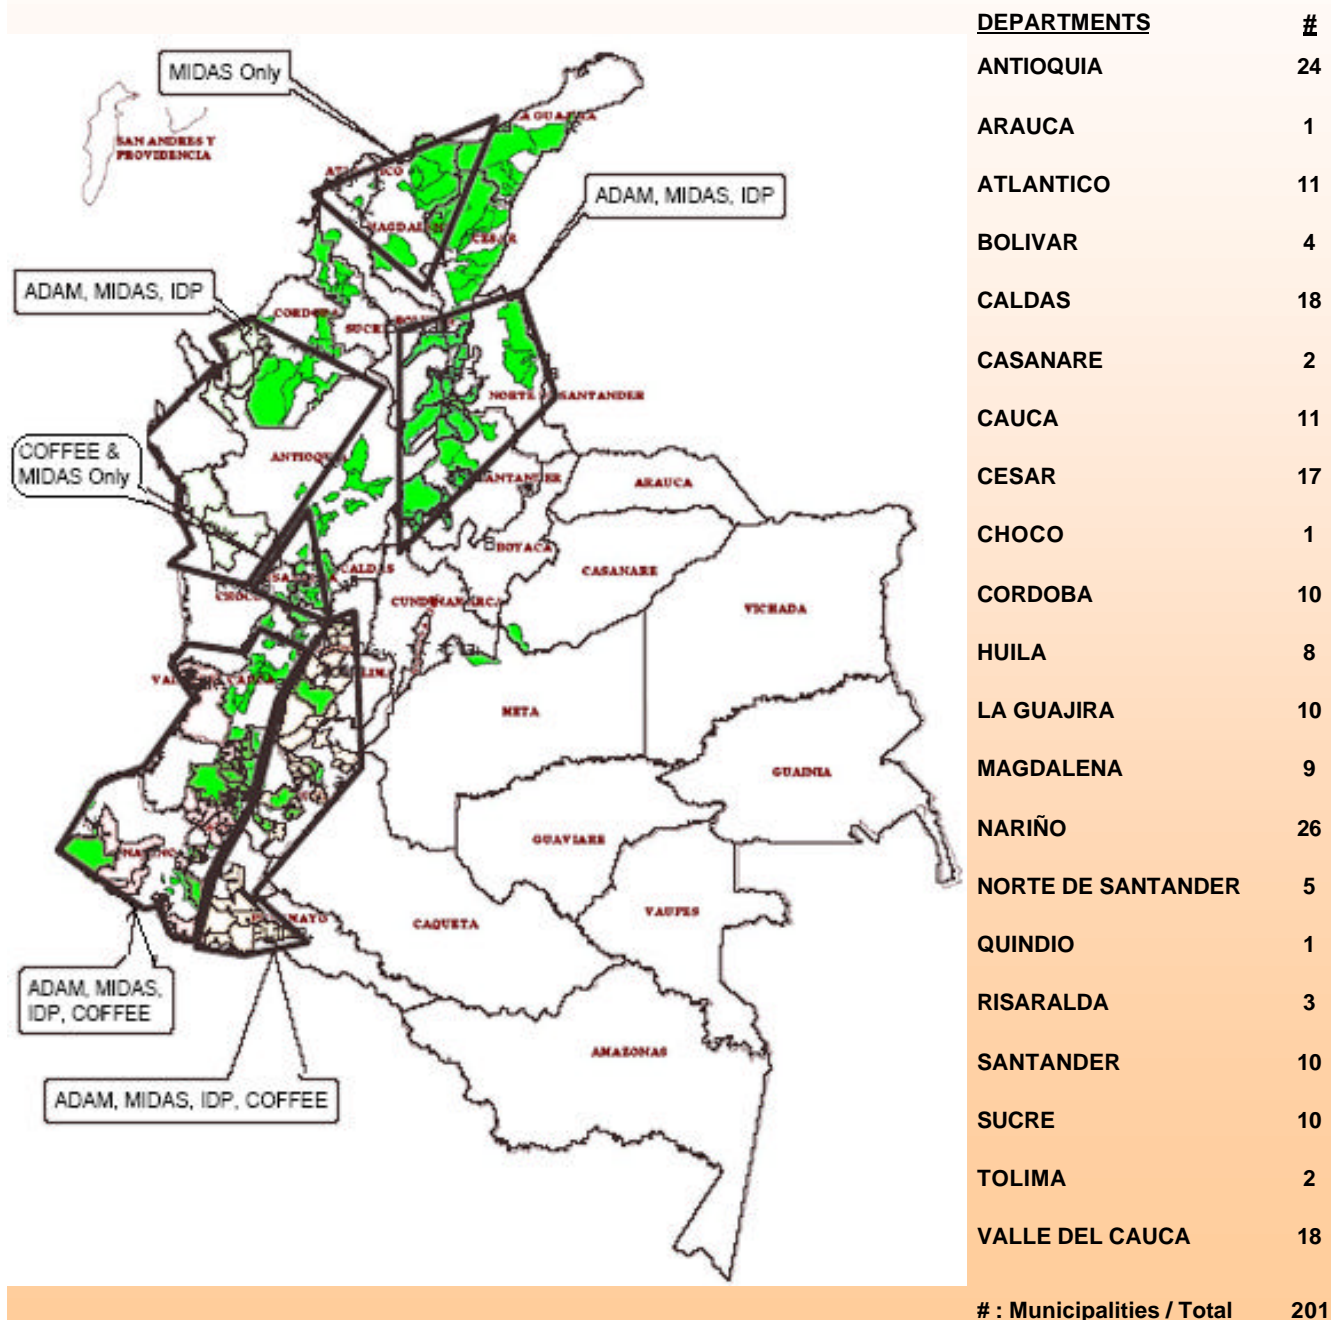 DEPARTMENTS #
ANTIOQUIA 24
ARAUCA 1
ATLANTICO 11
BOLIVAR 4
CALDAS 18
CASANARE 2
CAUCA 11
CESAR 17
CHOCO 1
CORDOBA 10
HUILA 8
LA GUAJIRA 10
MAGDALENA 9
NARIÑO 26
NORTE DE SANTANDER 5
QUINDIO 1
RISARALDA 3
SANTANDER 10
SUCRE 10
TOLIMA 2
VALLE DEL CAUCA 18
# : Municipalities / Total 201
MIDAS Only
SAN ANDRES Y
PROVIDENCIA
ADAM, MIDAS, IDP
ADAM, MIDAS, IDP
CESAR
NORTE SANTANDER
COFFEE &
MIDAS Only
ARAUCA
BOYACA
CASANARE
CALDAS
VICHADA
META
GUAINIA
GUAVIARE
VAUPES
CAQUETA
AMAZONAS
ADAM, MIDAS,
IDP, COFFEE
ADAM, MIDAS, IDP, COFFEE